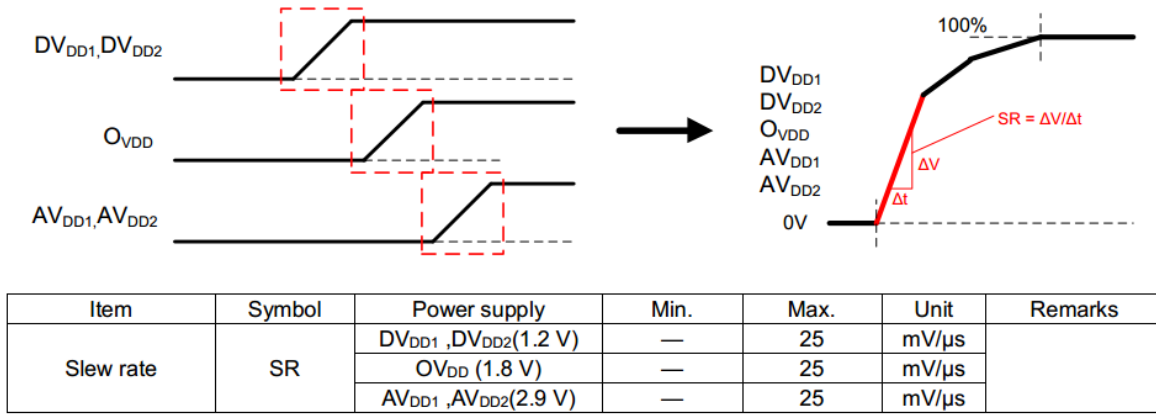 DVDD1,DVDD2
OVDD
AVDD1,AVDD2
100%
DVDD1
DVDD2
OVDD
AVDD1
AVDD2
0V
SR = ΔV/Δt
ΔV
Δt
Item Symbol Power supply Min. Max. Unit Remarks
Slew rate SR DVDD1 ,DVDD2(1.2 V) — 25 mV/µs
OVDD (1.8 V) — 25 mV/µs
AVDD1 ,AVDD2(2.9 V) — 25 mV/µs